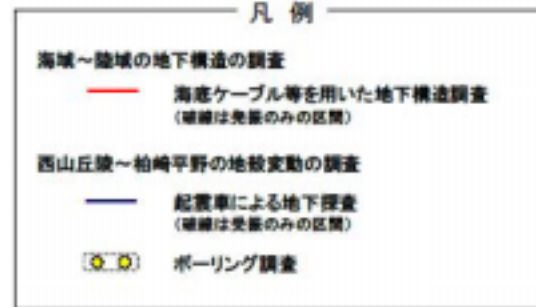 凡 例
海域～陸域の地下構造の調査
海底ケーブル等を用いた地下構造調査
(破線は発振のみの区間)
西山丘陵～柏崎平野の地殻変動の調査
起震車による地下探査
(破線は受振のみの区間)
ボーリング調査